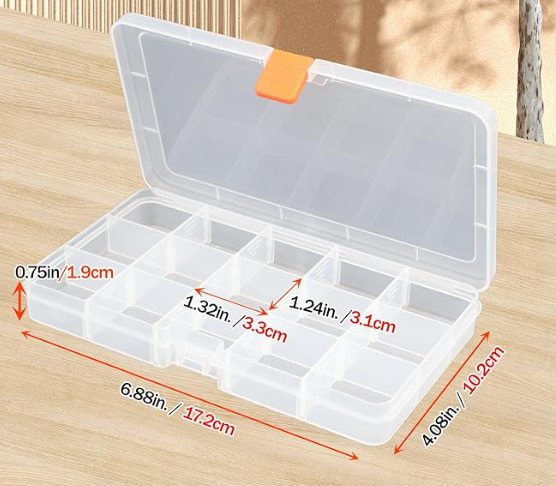 0.75in/1.9cm
1.32in. /3.3cm
1.24in. /3.1cm
6.88in. / 17.2cm
4.08in. / 10.2cm